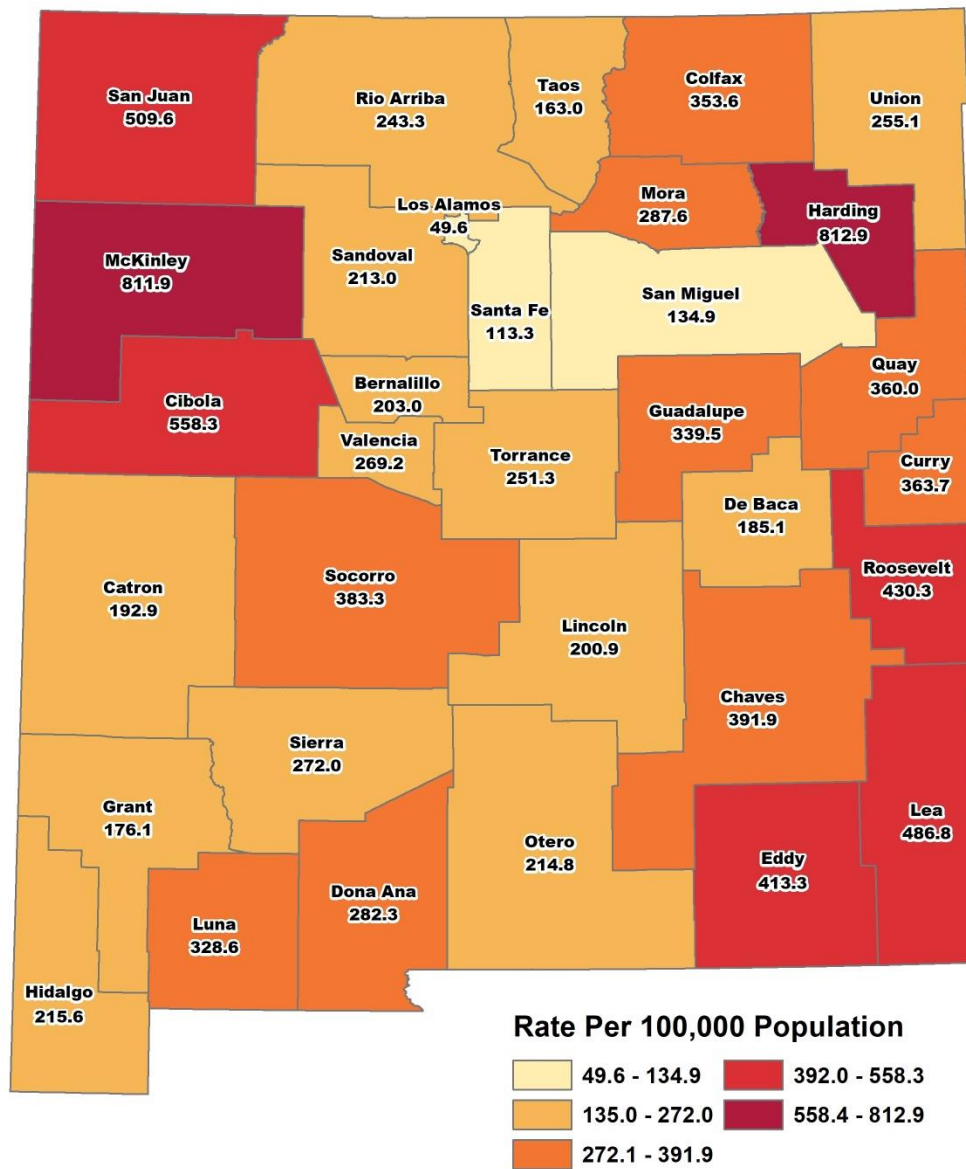 San Juan
509.6
Rio Arriba
243.3
Taos
163.0
Colfax
353.6
Union
255.1
Mora
287.6
Harding
812.9
Los Alamos
49.6
McKinley
811.9
Sandoval
213.0
Santa Fe
113.3
San Miguel
134.9
Quay
360.0
Cibola
558.3
Bernalillo
203.0
Valencia
269.2
Torrance
251.3
Guadalupe
339.5
Curry
363.7
De Baca
185.1
Roosevelt
430.3
Catron
192.9
Socorro
383.3
Lincoln
200.9
Chaves
391.9
Sierra
272.0
Grant
176.1
Otero
214.8
Lea
486.8
Eddy
413.3
Dona Ana
282.3
Luna
328.6
Hidalgo
215.6
Rate Per 100,000 Population
49.6 - 134.9
135.0 - 272.0
272.1 - 391.9
392.0 - 558.3
558.4 - 812.9